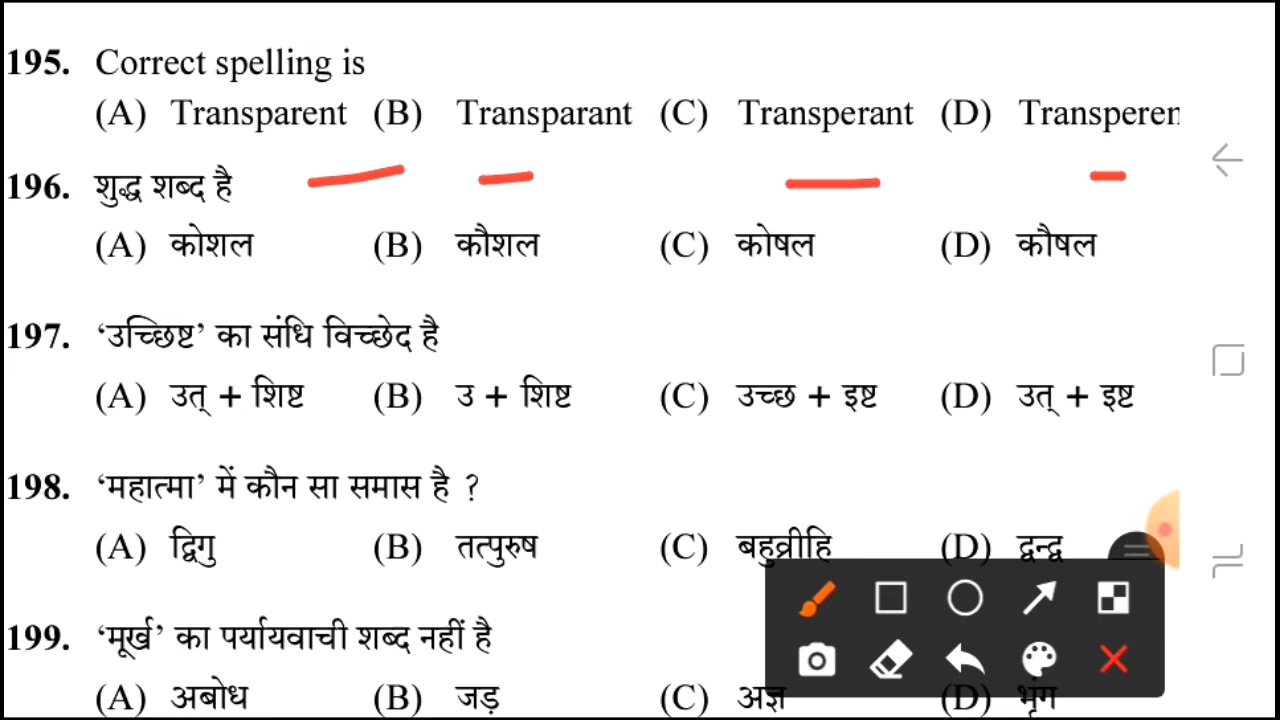 195. Correct spelling is
(A) Transparent (B) Transparant (C) Transperant (D) Transperen
196. शुद्ध शब्द है
(A) कोशल (B) कौशल (C) कोषल (D) कौषल
197. ‘उच्छिष्ट’ का संधि विच्छेद है
(A) उत् + शिष्ट (B) उ + शिष्ट (C) उच्छ + इष्ट (D) उत् + इष्ट
198. ‘महात्मा’ में कौन सा समास है ?
(A) द्विगु (B) तत्पुरुष (C) बहुव्रीहि (D) द्वन्द्व
199. ‘मूर्ख’ का पर्यायवाची शब्द नहीं है
(A) अबोध (B) जड़ (C) अज्ञ (D) भृंग